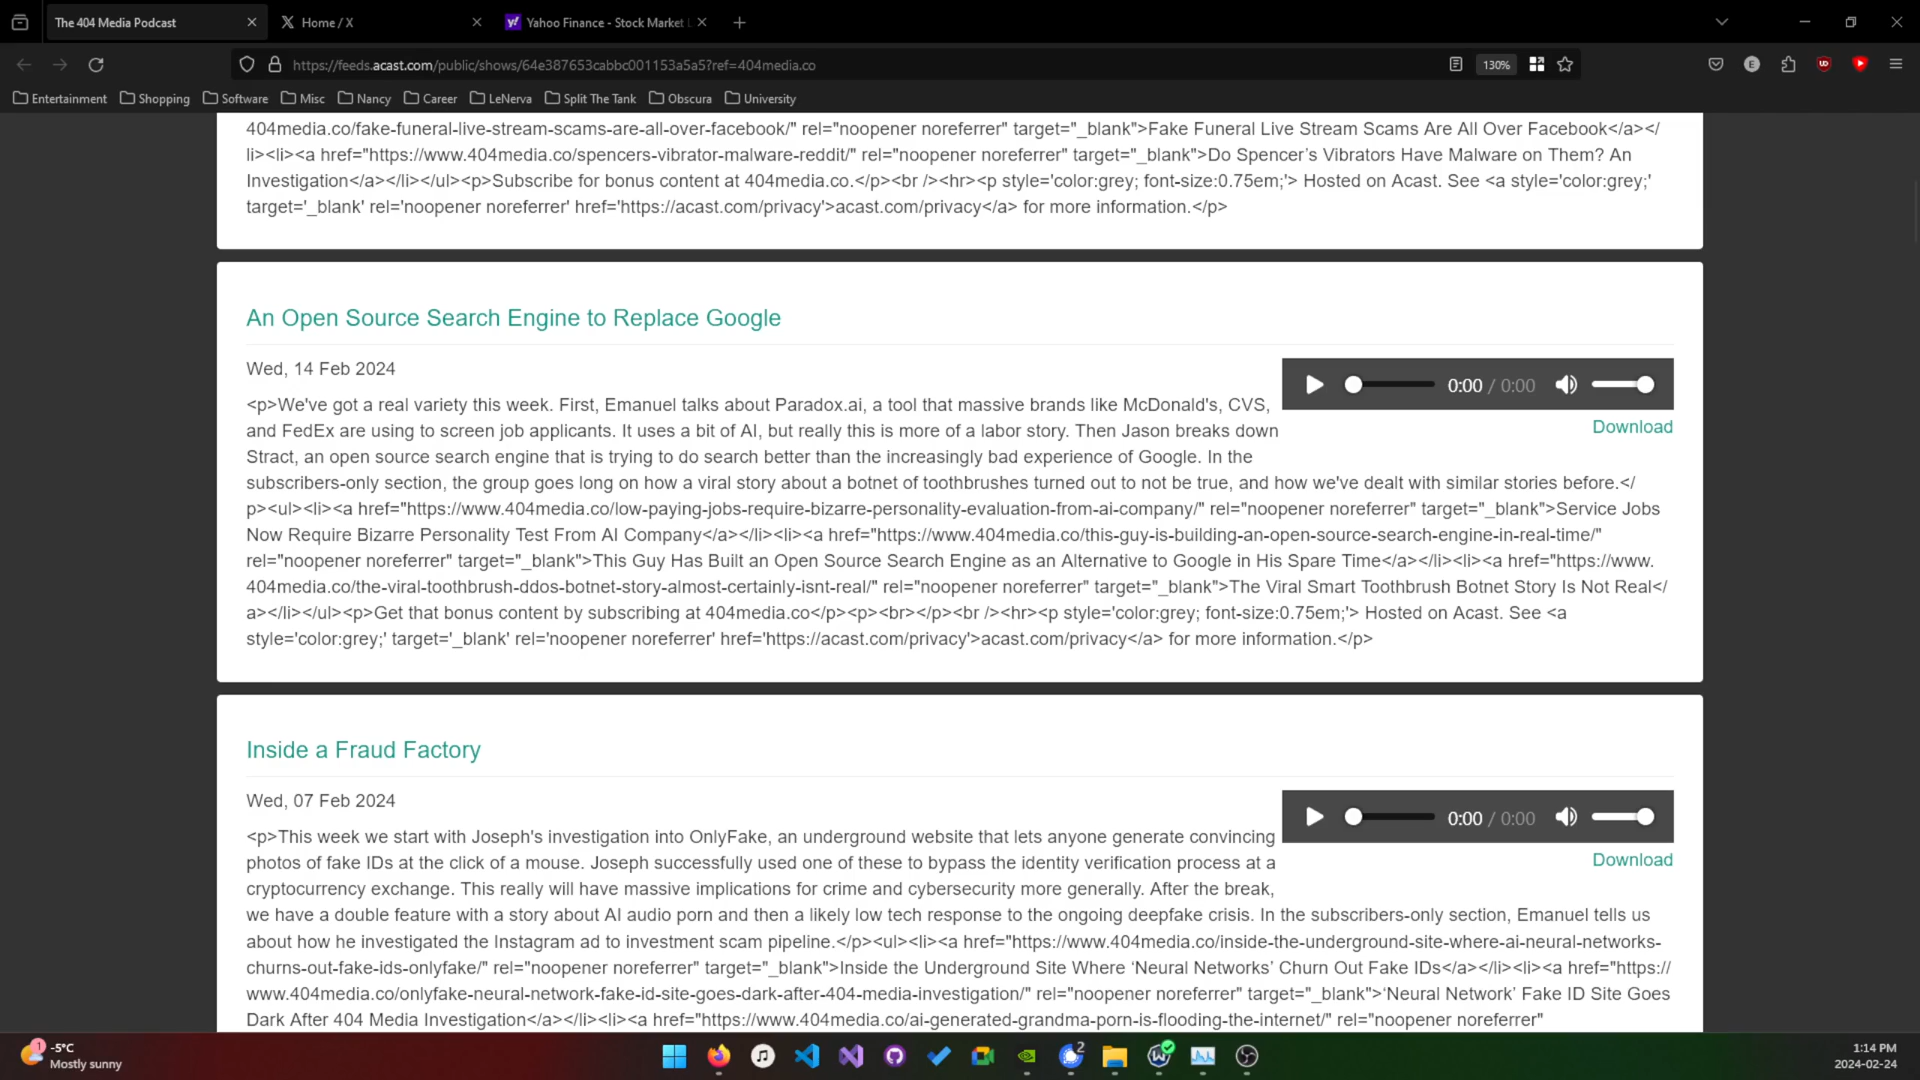 The 404 Media Podcast
Home / X
Yahoo Finance - Stock Market
https://feeds.acast.com/public/shows/64e387653cabbc001153a5a5?ref=404media.co
130%
Entertainment Shopping Software Misc Nancy Career LeNerva Split The Tank Obscura University
404media.co/fake-funeral-live-stream-scams-are-all-over-facebook/" rel="noopener noreferrer" target="_blank">Fake Funeral Live Stream Scams Are All Over Facebook</a></
li><li><a href="https://www.404media.co/spencers-vibrator-malware-reddit/" rel="noopener noreferrer" target="_blank">Do Spencer’s Vibrators Have Malware on Them? An
Investigation</a></li></ul><p>Subscribe for bonus content at 404media.co.</p><br /><hr><p style='color:grey; font-size:0.75em;'> Hosted on Acast. See <a style='color:grey;'
target='_blank' rel='noopener noreferrer' href='https://acast.com/privacy'>acast.com/privacy</a> for more information.</p>
An Open Source Search Engine to Replace Google
Wed, 14 Feb 2024
0:00 / 0:00
Download
<p>We've got a real variety this week. First, Emanuel talks about Paradox.ai, a tool that massive brands like McDonald's, CVS,
and FedEx are using to screen job applicants. It uses a bit of AI, but really this is more of a labor story. Then Jason breaks down
Stract, an open source search engine that is trying to do search better than the increasingly bad experience of Google. In the
subscribers-only section, the group goes long on how a viral story about a botnet of toothbrushes turned out to not be true, and how we've dealt with similar stories before.</
p><ul><li><a href="https://www.404media.co/low-paying-jobs-require-bizarre-personality-evaluation-from-ai-company/" rel="noopener noreferrer" target="_blank">Service Jobs
Now Require Bizarre Personality Test From AI Company</a></li><li><a href="https://www.404media.co/this-guy-is-building-an-open-source-search-engine-in-real-time/"
rel="noopener noreferrer" target="_blank">This Guy Has Built an Open Source Search Engine as an Alternative to Google in His Spare Time</a></li><li><a href="https://www.
404media.co/the-viral-toothbrush-ddos-botnet-story-almost-certainly-isnt-real/" rel="noopener noreferrer" target="_blank">The Viral Smart Toothbrush Botnet Story Is Not Real</
a></li></ul><p>Get that bonus content by subscribing at 404media.co</p><p><br></p><br /><hr><p style='color:grey; font-size:0.75em;'> Hosted on Acast. See <a
style='color:grey;' target='_blank' rel='noopener noreferrer' href='https://acast.com/privacy'>acast.com/privacy</a> for more information.</p>
Inside a Fraud Factory
Wed, 07 Feb 2024
0:00 / 0:00
Download
<p>This week we start with Joseph's investigation into OnlyFake, an underground website that lets anyone generate convincing
photos of fake IDs at the click of a mouse. Joseph successfully used one of these to bypass the identity verification process at a
cryptocurrency exchange. This really will have massive implications for crime and cybersecurity more generally. After the break,
we have a double feature with a story about AI audio porn and then a likely low tech response to the ongoing deepfake crisis. In the subscribers-only section, Emanuel tells us
about how he investigated the Instagram ad to investment scam pipeline.</p><ul><li><a href="https://www.404media.co/inside-the-underground-site-where-ai-neural-networks-
churns-out-fake-ids-onlyfake/" rel="noopener noreferrer" target="_blank">Inside the Underground Site Where ‘Neural Networks’ Churn Out Fake IDs</a></li><li><a href="https://
www.404media.co/onlyfake-neural-network-fake-id-site-goes-dark-after-404-media-investigation/" rel="noopener noreferrer" target="_blank">‘Neural Network’ Fake ID Site Goes
Dark After 404 Media Investigation</a></li><li><a href="https://www.404media.co/ai-generated-grandma-porn-is-flooding-the-internet/" rel="noopener noreferrer"
1
-5°C
Mostly sunny
2
1:14 PM
2024-02-24